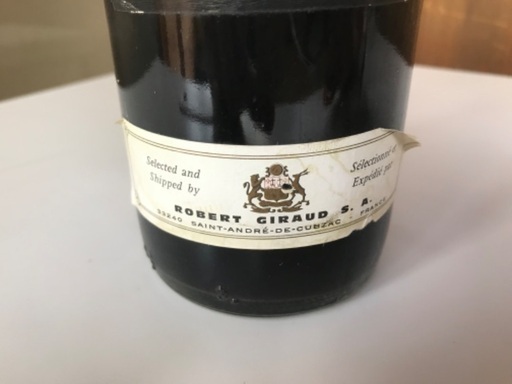 Selected and
Shipped by
Sélectionné et
Expédié par
ROBERT GIRAUD S. A.
33240 SAINT-ANDRÉ-DE-CUBZAC - FRANCE